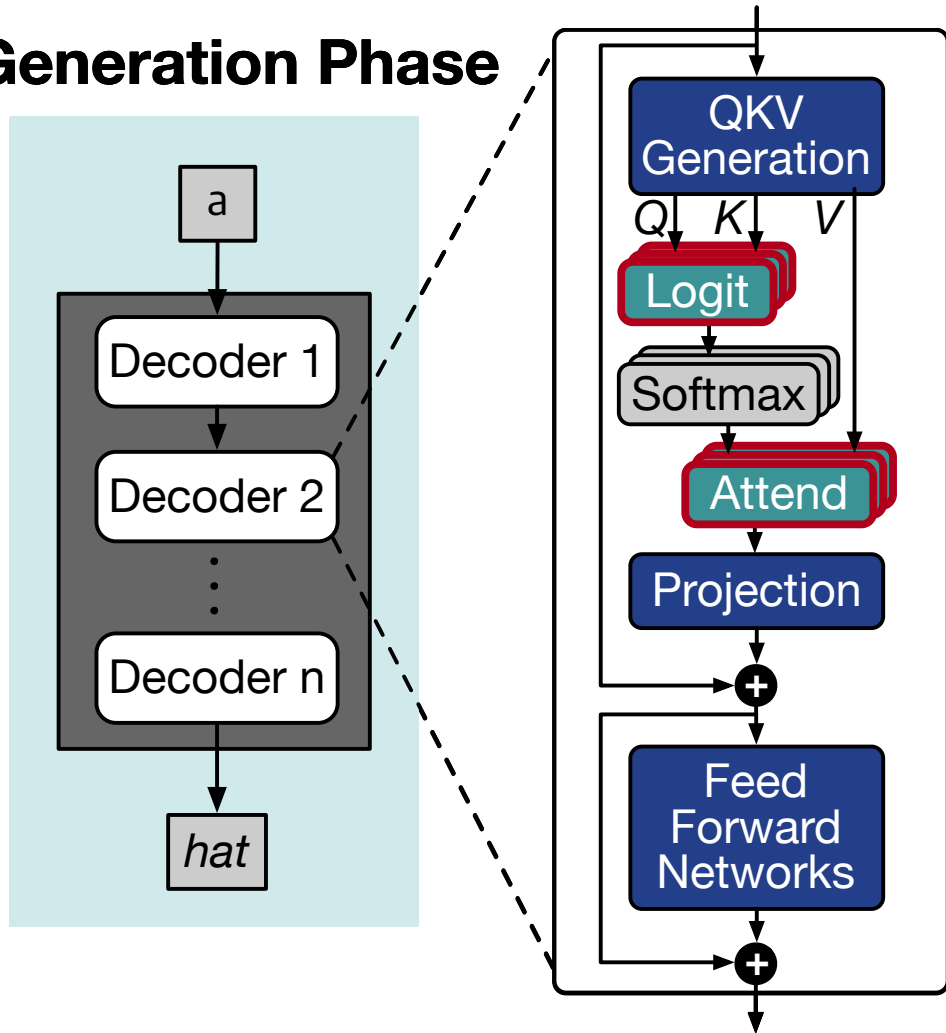 Generation Phase
a
Decoder 1
Decoder 2
Decoder n
hat
QKV
Generation
Q K V
Logit
Softmax
Attend
Projection
+
Feed
Forward
Networks
+